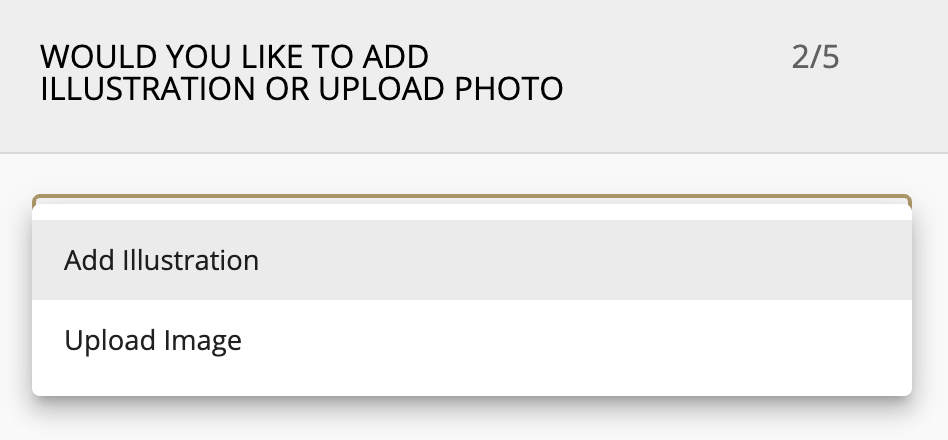 WOULD YOU LIKE TO ADD
ILLUSTRATION OR UPLOAD PHOTO
2/5
Add Illustration
Upload Image